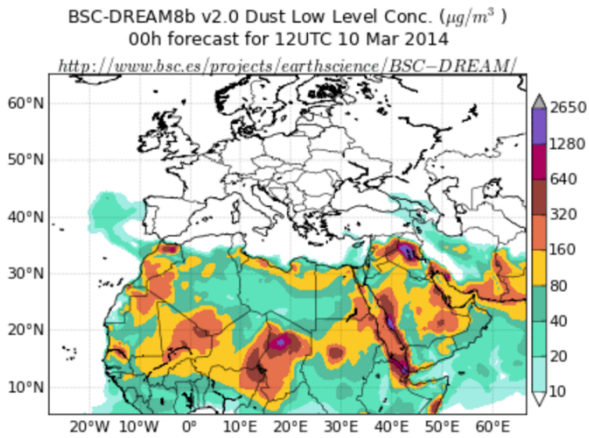 BSC-DREAM8b v2.0 Dust Low Level Conc. (μg/m³ )
00h forecast for 12UTC 10 Mar 2014
http://www.bsc.es/projects/earthscience/BSC−DREAM/
60°N
50°N
40°N
30°N
20°N
10°N
20°W 10°W 0° 10°E 20°E 30°E 40°E 50°E 60°E
2650
1280
640
320
160
80
40
20
10